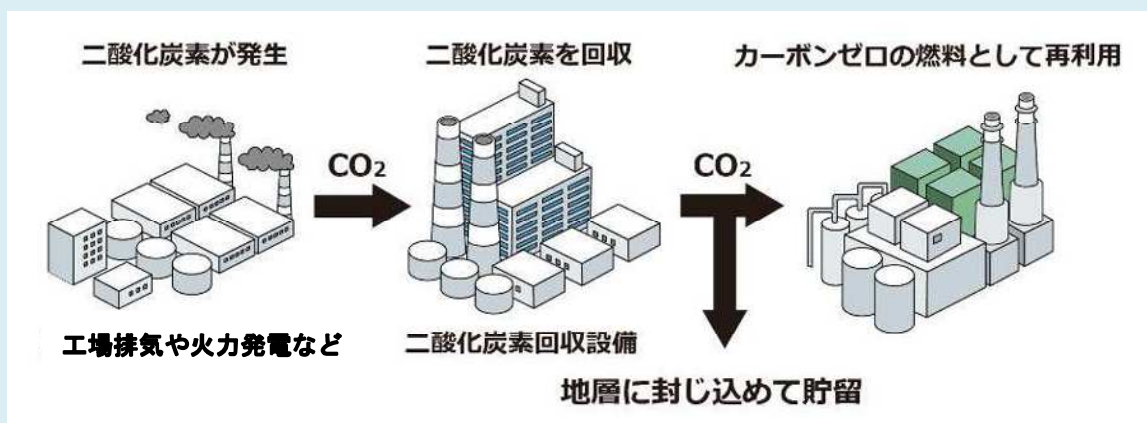 二酸化炭素が発生
二酸化炭素を回収
カーボンゼロの燃料として再利用
CO₂
CO₂
工場排気や火力発電など
二酸化炭素回収設備
地層に封じ込めて貯留